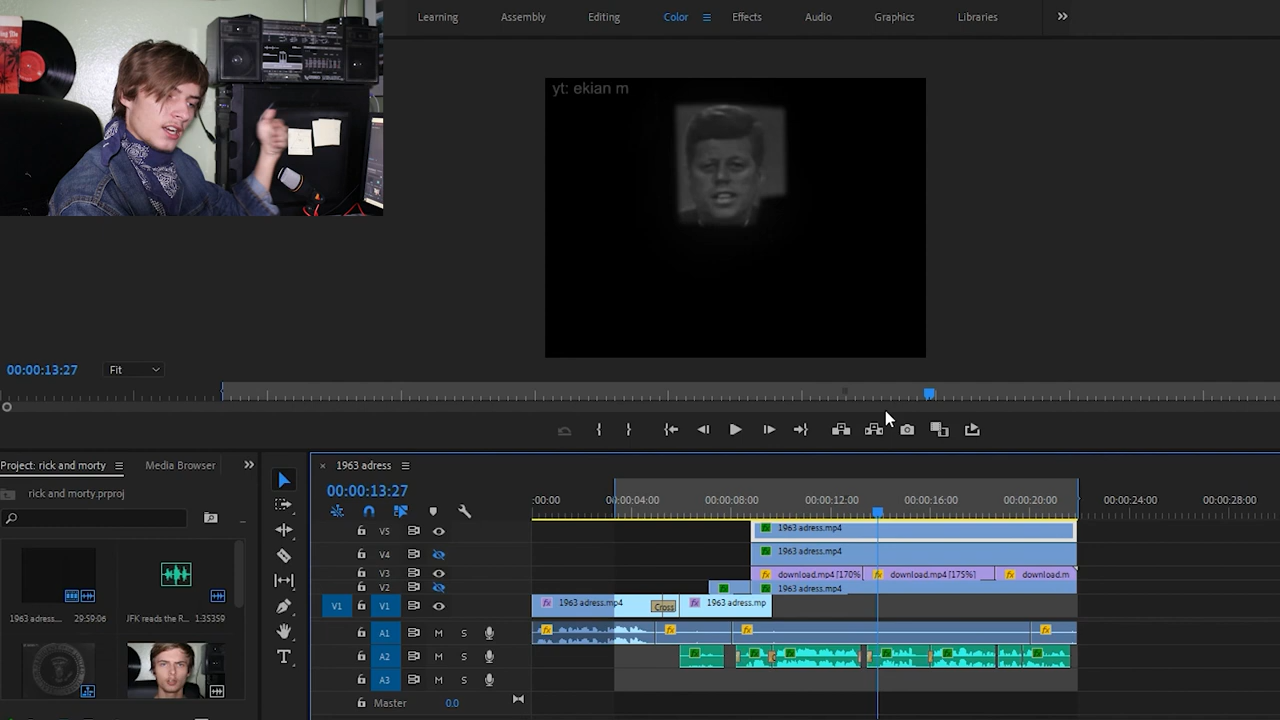 Learning Assembly Editing Color Effects Audio Graphics Libraries
yt: ekian m
00:00:13:27 Fit
Project: rick and morty Media Browser
rick and morty.prproj
1963 adress... 29:59:06 JFK reads the R... 1:35359
1963 adress
00:00:13:27
:00:00 00:00:04:00 00:00:08:00 00:00:12:00 00:00:16:00 00:00:20:00 00:00:24:00 00:00:28:00
V5 1963 adress.mp4
V4 1963 adress.mp4
V3 download.mp4 [170% download.mp4 [175%] download.m
V2 1963 adress.mp4
V1 V1 1963 adress.mp4 Cross 1963 adress.mp
A1 M S
A2 M S
A3 M S
Master 0.0